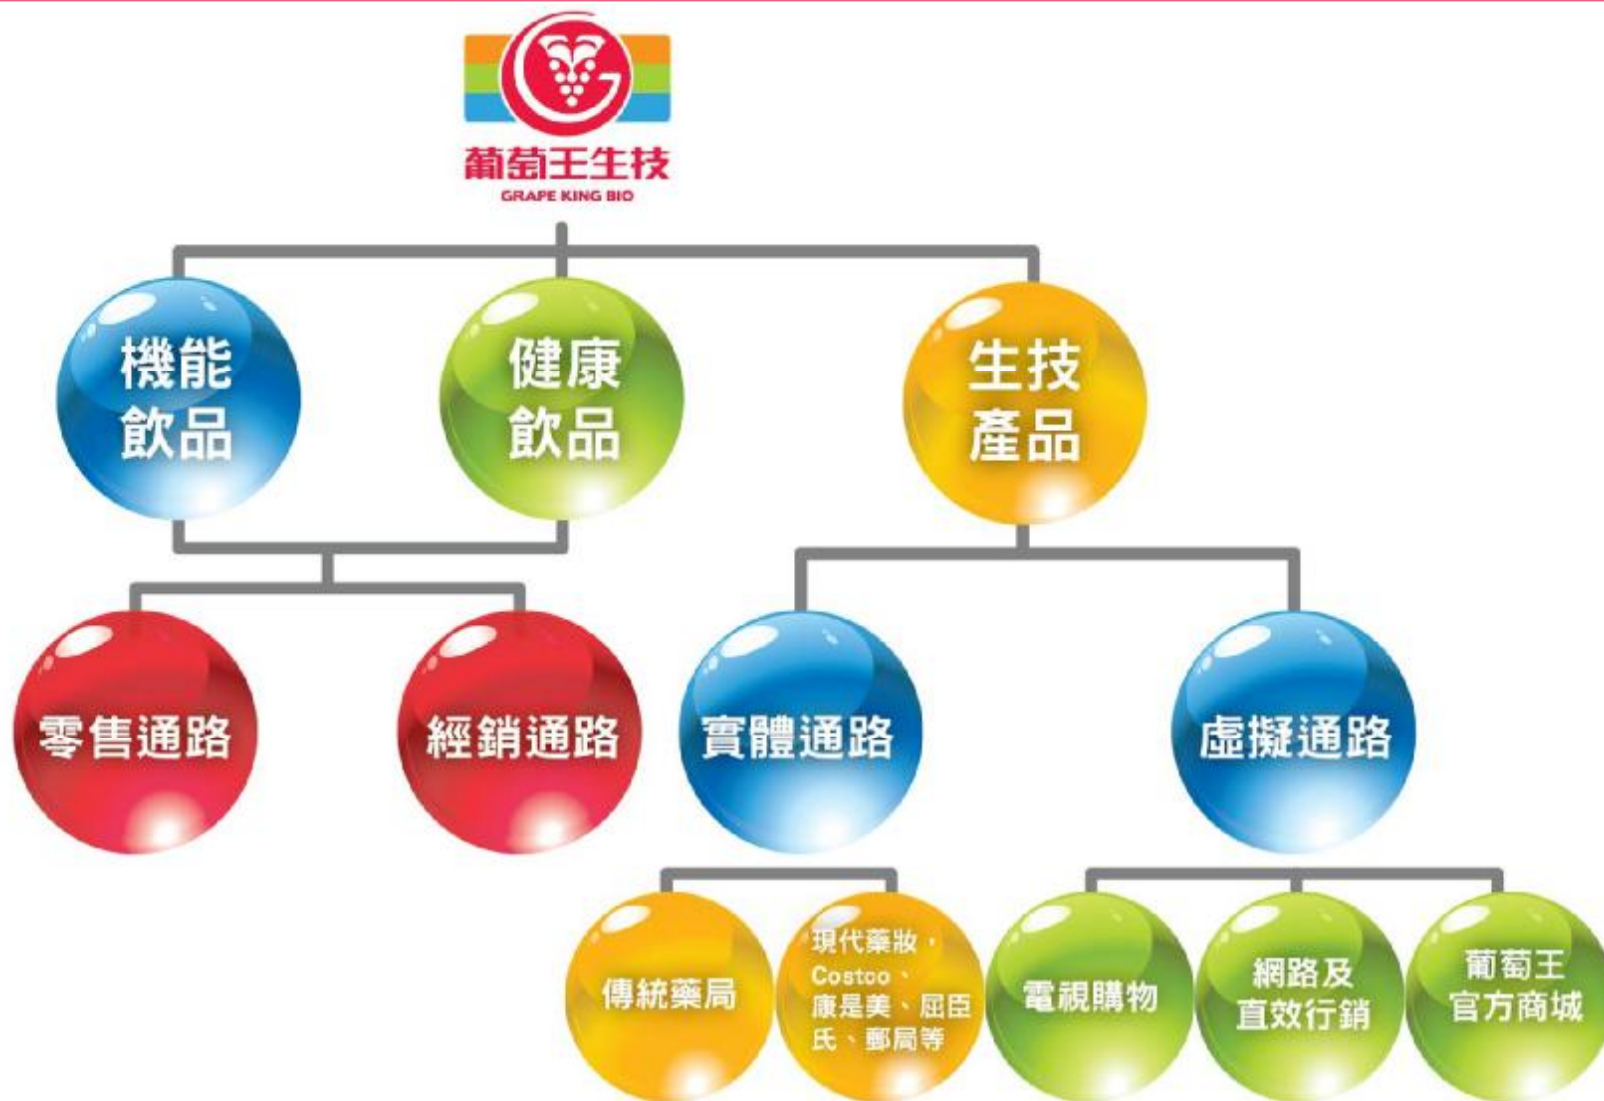 葡萄王生技
GRAPE KING BIO
機能
飲品
健康
飲品
生技
產品
零售通路
經銷通路
實體通路
虛擬通路
傳統藥局
現代藥妝，
Costco、
康是美、屈臣
氏、郵局等
電視購物
網路及
直效行銷
葡萄王
官方商城